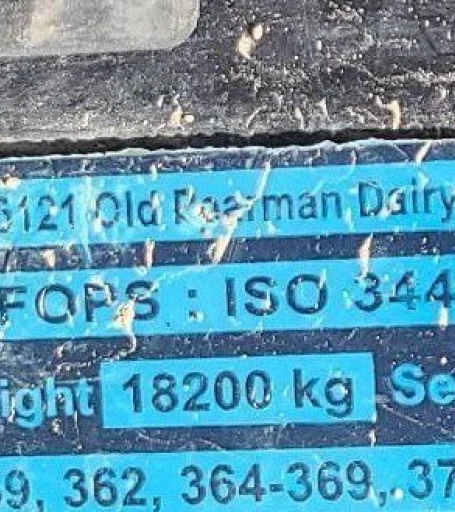 6121 Old Pearman Dairy
FOPS : ISO 344
ight 18200 kg Se
9, 362, 364-369, 37